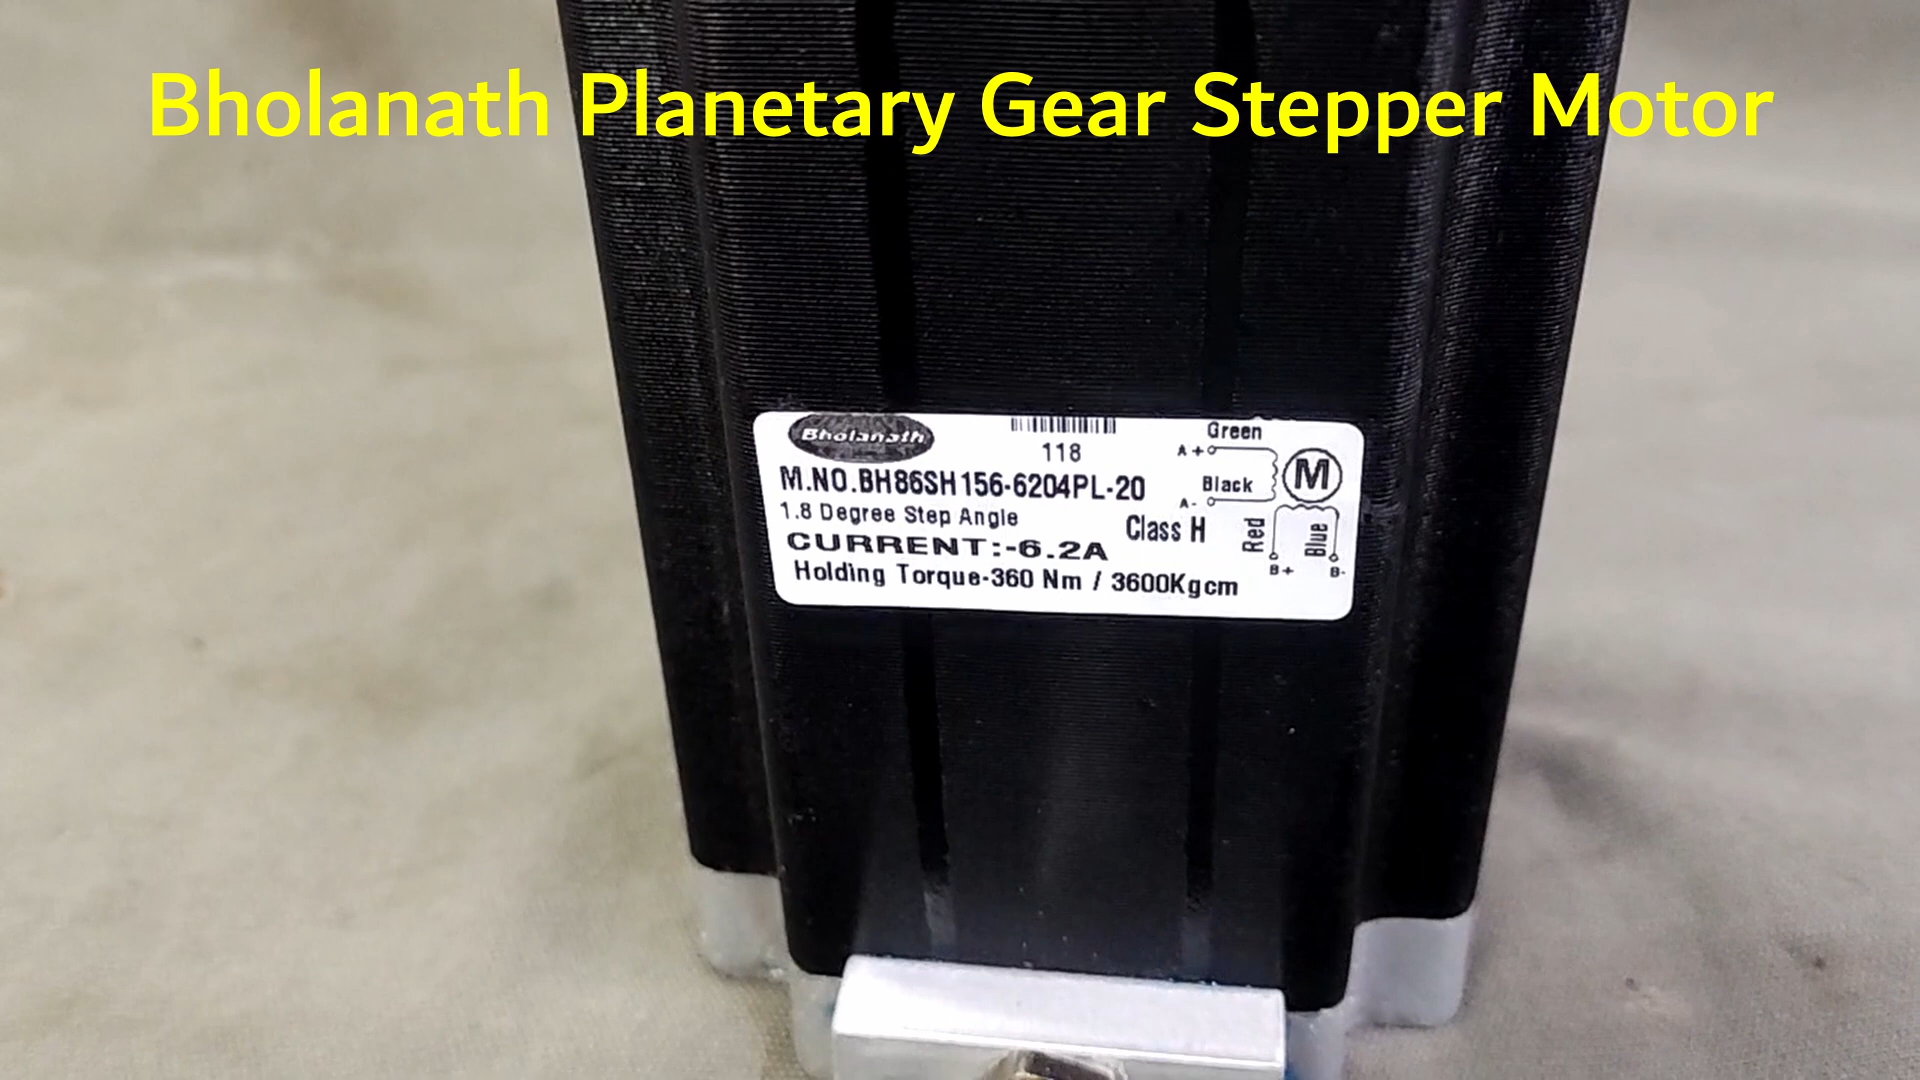 Bholanath Planetary Gear Stepper Motor
Bholanath
118
M.NO.BH86SH156-6204PL-20
1.8 Degree Step Angle
Class H
CURRENT:-6.2A
Holding Torque-360 Nm / 3600Kgcm
Green
A+
M
Black
A-
Red
Blue
B+
B-